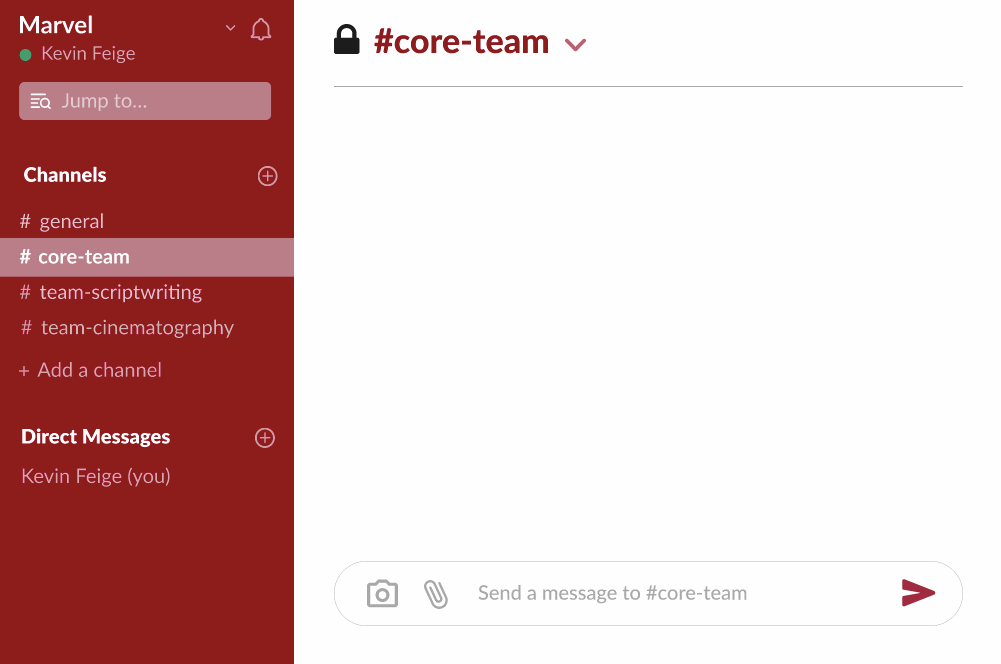 Marvel
Kevin Feige
Jump to...
Channels
# general
# core-team
# team-scriptwriting
# team-cinematography
+ Add a channel
Direct Messages
Kevin Feige (you)
#core-team
Send a message to #core-team